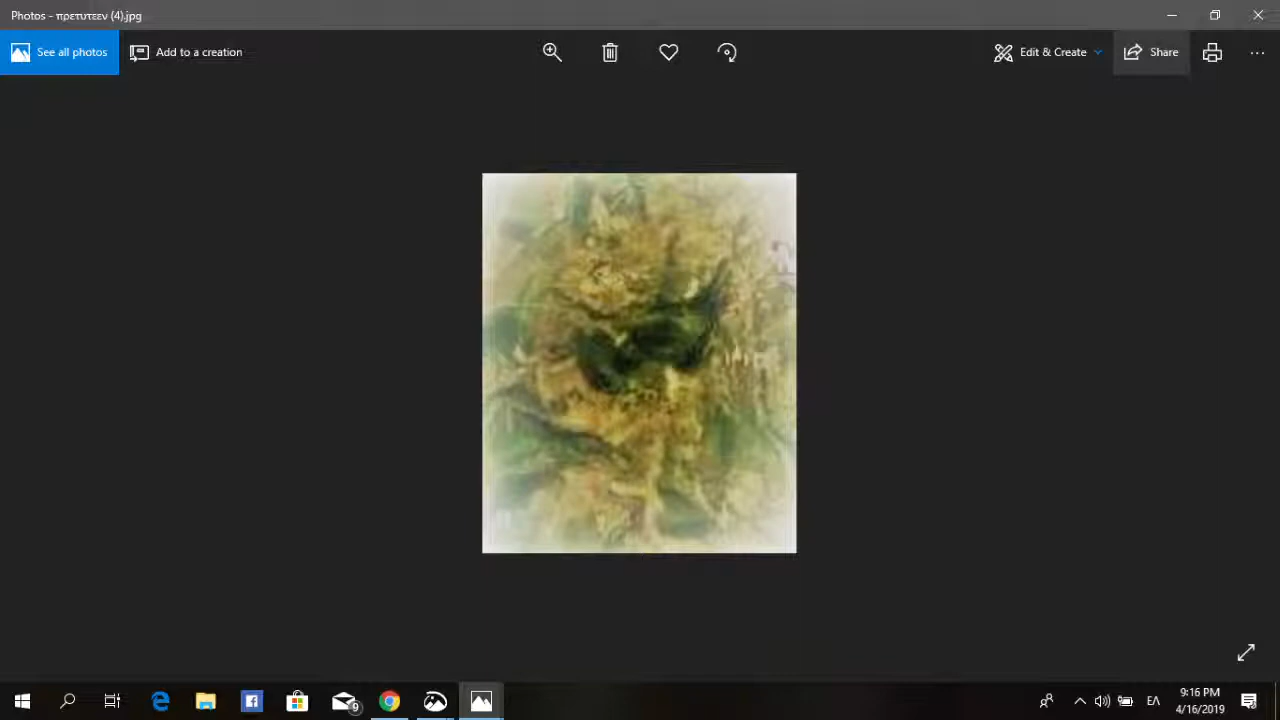 Photos - πρετυτεεν (4).jpg
See all photos
Add to a creation
Edit & Create
Share
9
ΕΛ
9:16 PM
4/16/2019